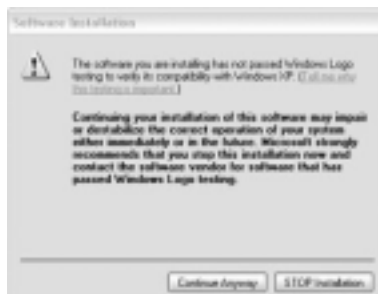 Software Installation
The software you are installing has not passed Windows Logo
testing to verify its compatibility with Windows XP. (Tell me why
this testing is important.)
Continuing your installation of this software may impair
or destabilize the correct operation of your system
either immediately or in the future. Microsoft strongly
recommends that you stop this installation now and
contact the software vendor for software that has
passed Windows Logo testing.
Continue Anyway
STOP Installation